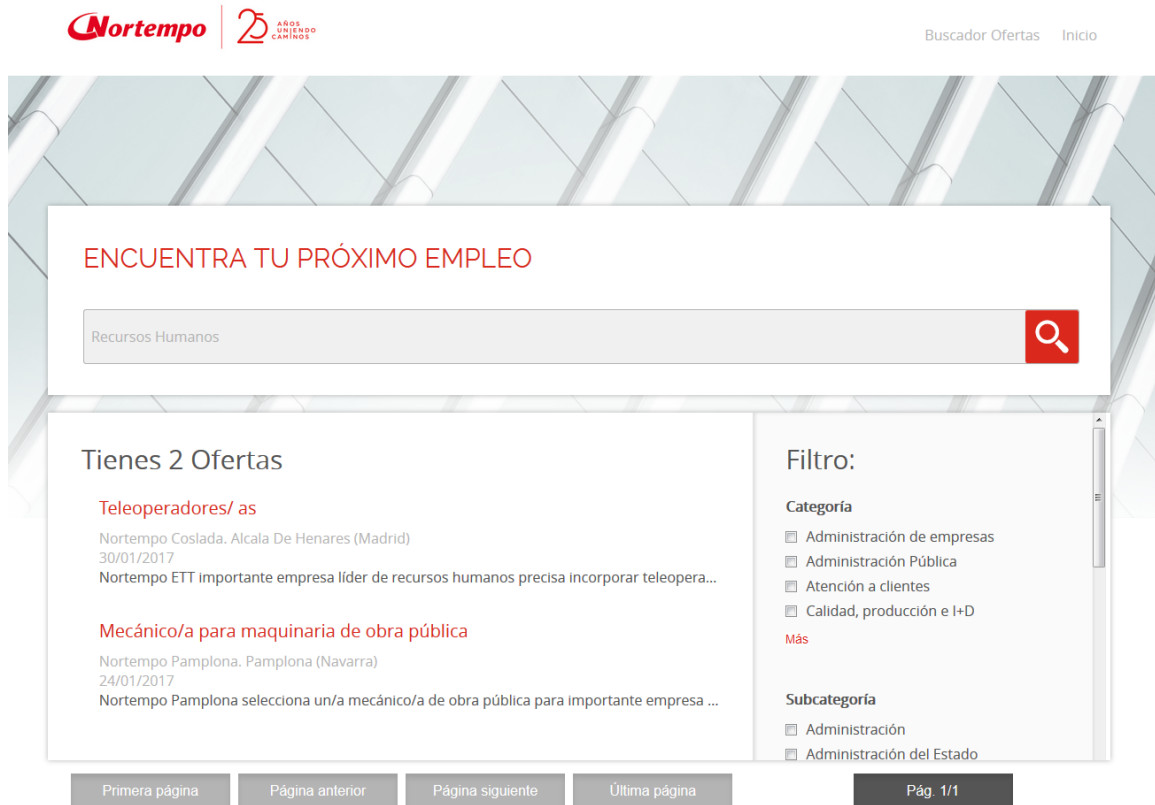 Nortempo
25 AÑOS
UNIENDO
CAMINOS
Buscador Ofertas Inicio
ENCUENTRA TU PRÓXIMO EMPLEO
Recursos Humanos
Tienes 2 Ofertas
Teleoperadores/ as
Nortempo Coslada. Alcala De Henares (Madrid)
30/01/2017
Nortempo ETT importante empresa líder de recursos humanos precisa incorporar teleopera...
Mecánico/a para maquinaria de obra pública
Nortempo Pamplona. Pamplona (Navarra)
24/01/2017
Nortempo Pamplona selecciona un/a mecánico/a de obra pública para importante empresa ...
Filtro:
Categoría
Administración de empresas
Administración Pública
Atención a clientes
Calidad, producción e I+D
Más
Subcategoría
Administración
Administración del Estado
Primera página
Página anterior
Página siguiente
Última página
Pág. 1/1